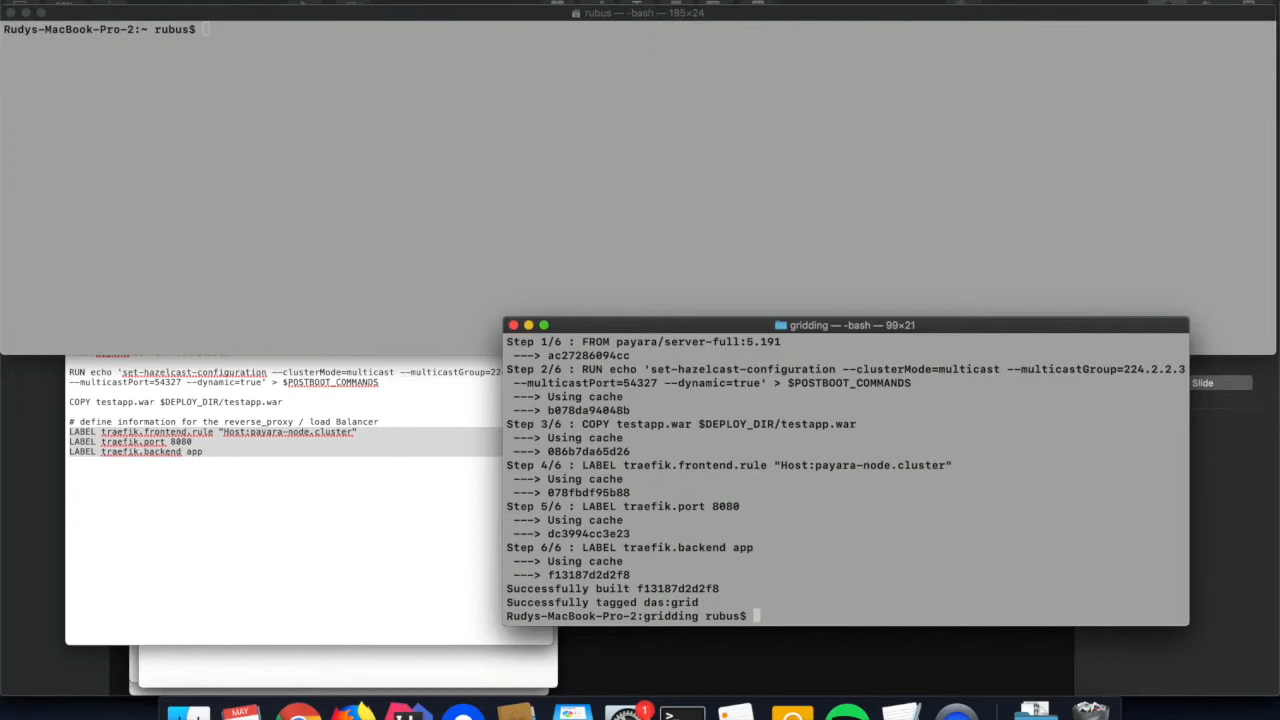 rubus — -bash — 185×24
Rudys-MacBook-Pro-2:~ rubus$
gridding — -bash — 99×21
Step 1/6 : FROM payara/server-full:5.191
---> ac27286094cc
Step 2/6 : RUN echo 'set-hazelcast-configuration --clusterMode=multicast --multicastGroup=224.2.2.3
--multicastPort=54327 --dynamic=true' > $POSTBOOT_COMMANDS
---> Using cache
---> b078da94048b
Step 3/6 : COPY testapp.war $DEPLOY_DIR/testapp.war
---> Using cache
---> 086b7da65d26
Step 4/6 : LABEL traefik.frontend.rule "Host:payara-node.cluster"
---> Using cache
---> 078fbdf95b88
Step 5/6 : LABEL traefik.port 8080
---> Using cache
---> dc3994cc3e23
Step 6/6 : LABEL traefik.backend app
---> Using cache
---> f13187d2d2f8
Successfully built f13187d2d2f8
Successfully tagged das:grid
Rudys-MacBook-Pro-2:gridding rubus$
RUN echo 'set-hazelcast-configuration --clusterMode=multicast --multicastGroup=22
--multicastPort=54327 --dynamic=true' > $POSTBOOT_COMMANDS
COPY testapp.war $DEPLOY_DIR/testapp.war
# define information for the reverse_proxy / load Balancer
LABEL traefik.frontend.rule "Host:payara-node.cluster"
LABEL traefik.port 8080
LABEL traefik.backend app
Slide
MAY
1